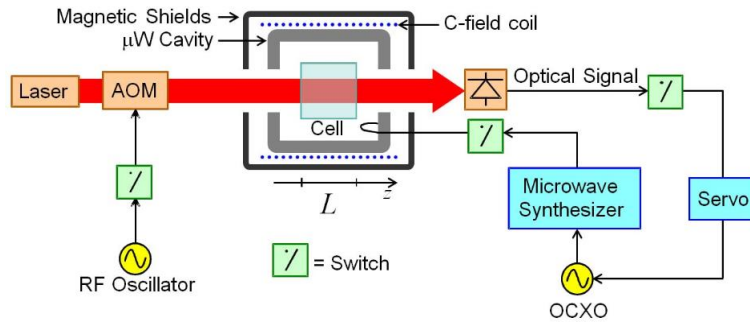 Magnetic Shields
C-field coil
μW Cavity
Optical Signal
Laser
AOM
Cell
L
z
Microwave
Synthesizer
Servo
= Switch
RF Oscillator
OCXO